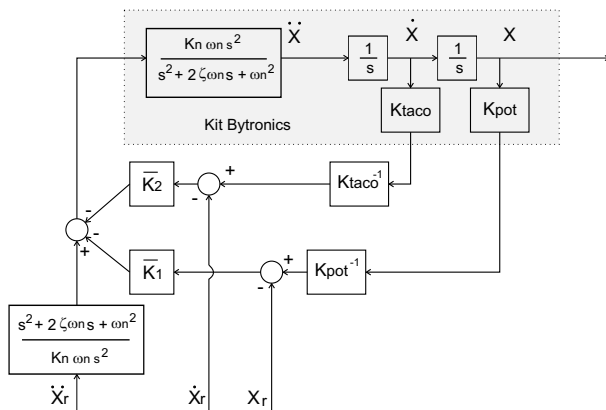 Kn ωn s²
s² + 2 ζωn s + ωn²
Ẍ
1
s
Ẋ
1
s
X
Kit Bytronics
Ktaco
Kpot
-
K̅2
+
-
Ktaco⁻¹
-
+
K̅1
+
-
Kpot⁻¹
s² + 2 ζωn s + ωn²
Kn ωn s²
Ẍr
Ẋr
Xr